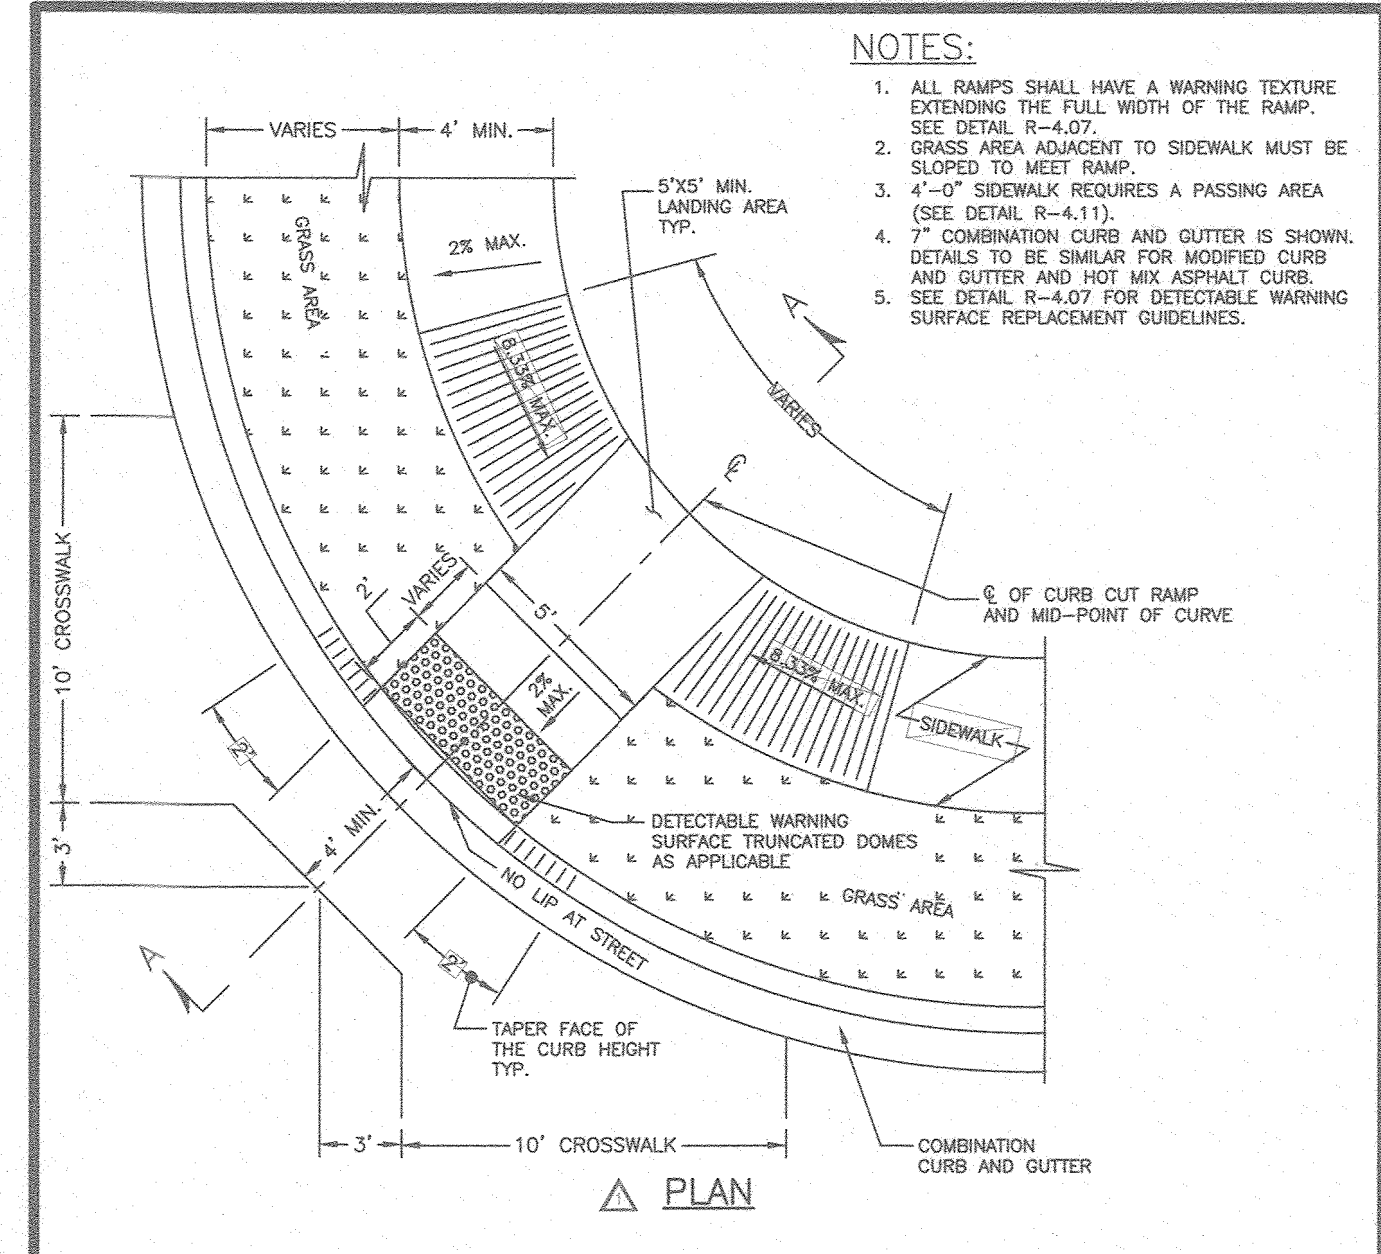 NOTES:
1. ALL RAMPS SHALL HAVE A WARNING TEXTURE
EXTENDING THE FULL WIDTH OF THE RAMP.
SEE DETAIL R-4.07.
2. GRASS AREA ADJACENT TO SIDEWALK MUST BE
SLOPED TO MEET RAMP.
3. 4'-0" SIDEWALK REQUIRES A PASSING AREA
(SEE DETAIL R-4.11).
4. 7" COMBINATION CURB AND GUTTER IS SHOWN.
DETAILS TO BE SIMILAR FOR MODIFIED CURB
AND GUTTER AND HOT MIX ASPHALT CURB.
5. SEE DETAIL R-4.07 FOR DETECTABLE WARNING
SURFACE REPLACEMENT GUIDELINES.
VARIES
4' MIN.
5'X5' MIN.
LANDING AREA
TYP.
GRASS AREA
2% MAX.
A
8.33% MAX.
VARIES
℄
10' CROSSWALK
2'
VARIES
5'
℄ OF CURB CUT RAMP
AND MID-POINT OF CURVE
2%
MAX.
8.33% MAX.
SIDEWALK
2'
4' MIN.
3'
DETECTABLE WARNING
SURFACE TRUNCATED DOMES
AS APPLICABLE
NO LIP AT STREET
GRASS AREA
A
2'
TAPER FACE OF
THE CURB HEIGHT
TYP.
3'
10' CROSSWALK
COMBINATION
CURB AND GUTTER
1 PLAN